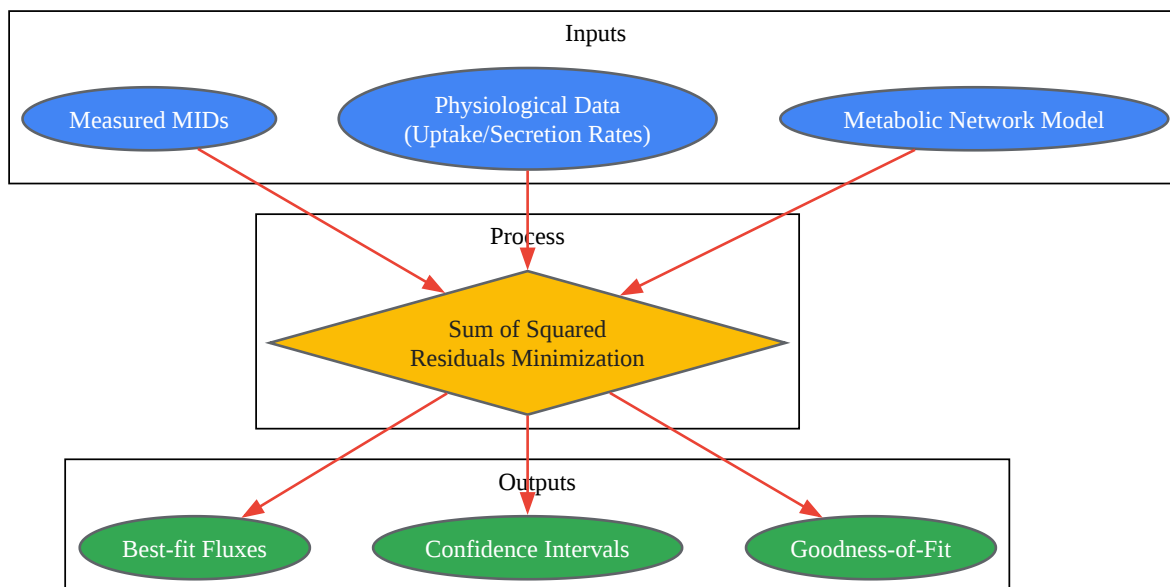 Inputs
Measured MIDs
Physiological Data
(Uptake/Secretion Rates)
Metabolic Network Model
Process
Sum of Squared
Residuals Minimization
Outputs
Best-fit Fluxes
Confidence Intervals
Goodness-of-Fit